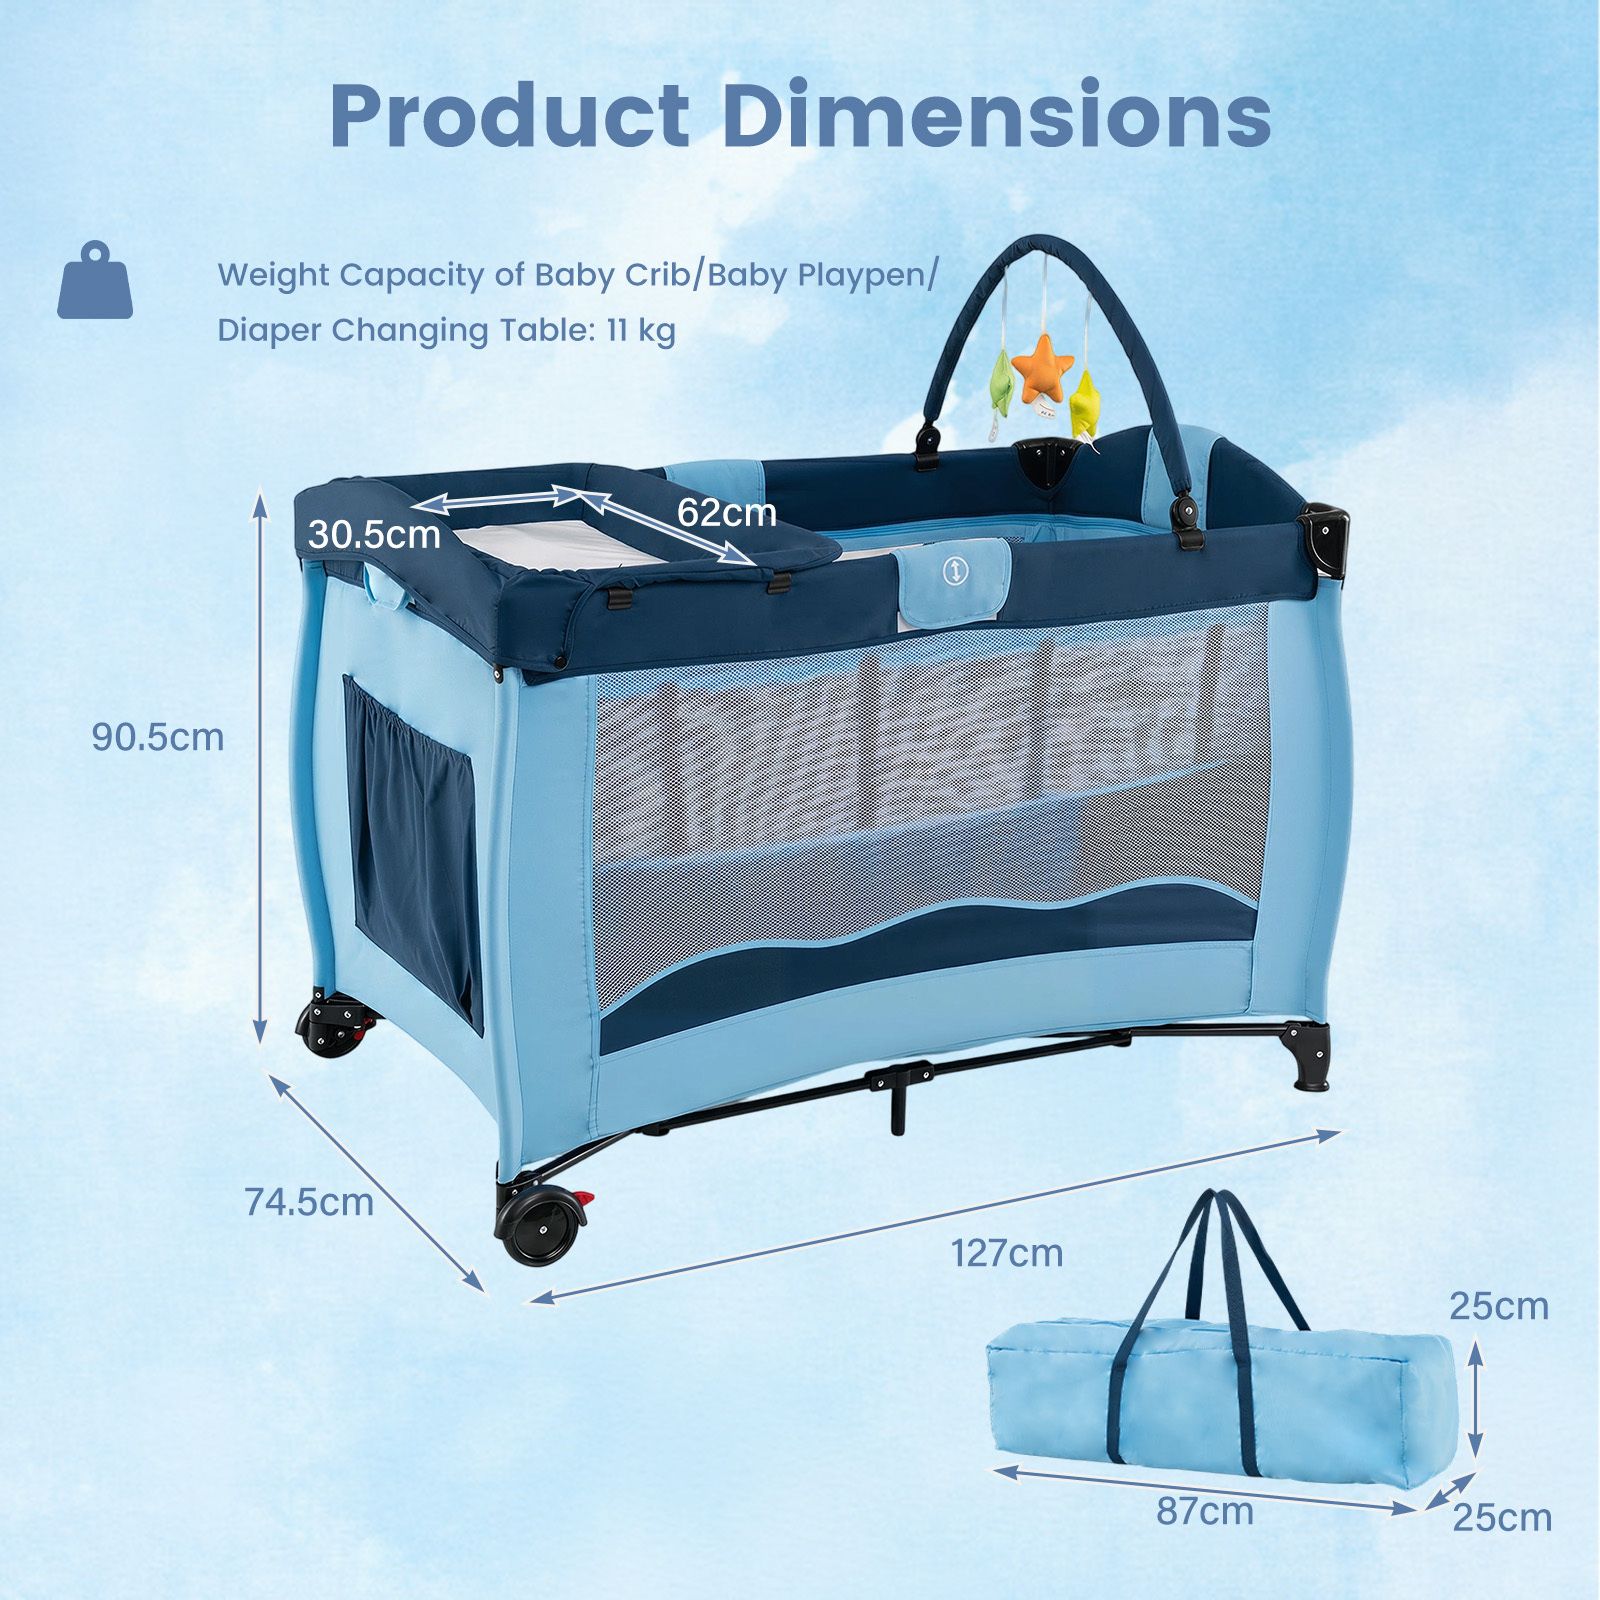 Product Dimensions
Weight Capacity of Baby Crib/Baby Playpen/
Diaper Changing Table: 11 kg
30.5cm
62cm
90.5cm
74.5cm
127cm
25cm
87cm
25cm